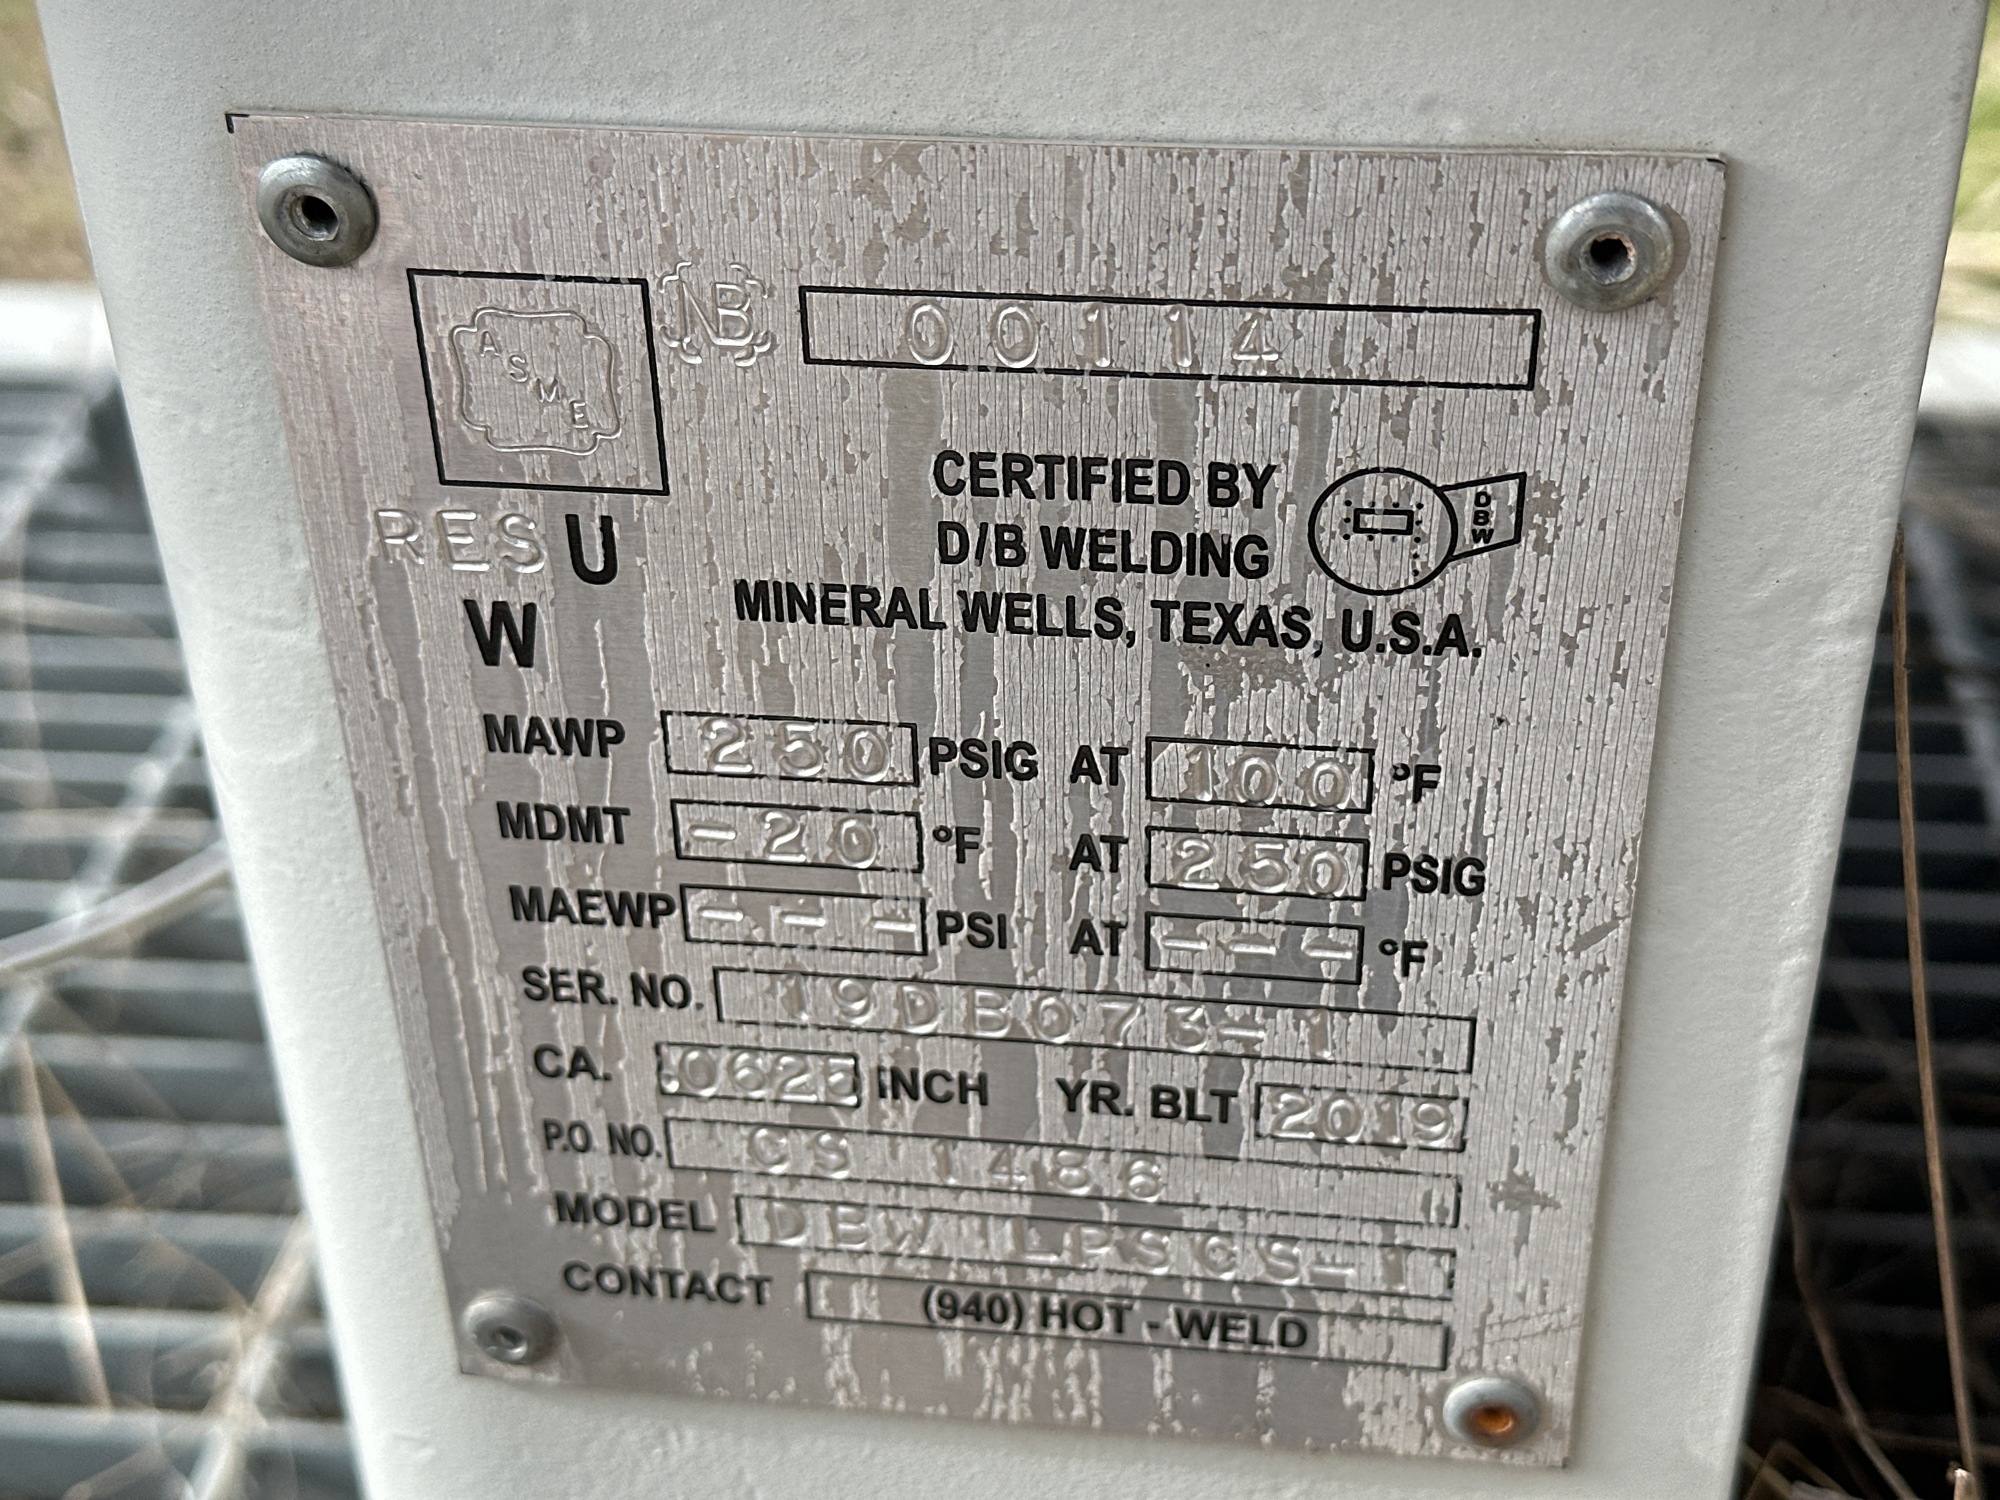 ASME NB 00114
CERTIFIED BY
D/B WELDING
DBW
MINERAL WELLS, TEXAS, U.S.A.
RES U
W
MAWP 250 PSIG AT 100 °F
MDMT -20 °F AT 250 PSIG
MAEWP --- PSI AT --- °F
SER. NO. 19DB073-1
CA. .0625 INCH YR. BLT 2019
P.O. NO. CS 1486
MODEL DBW LPSCS-1
CONTACT (940) HOT - WELD